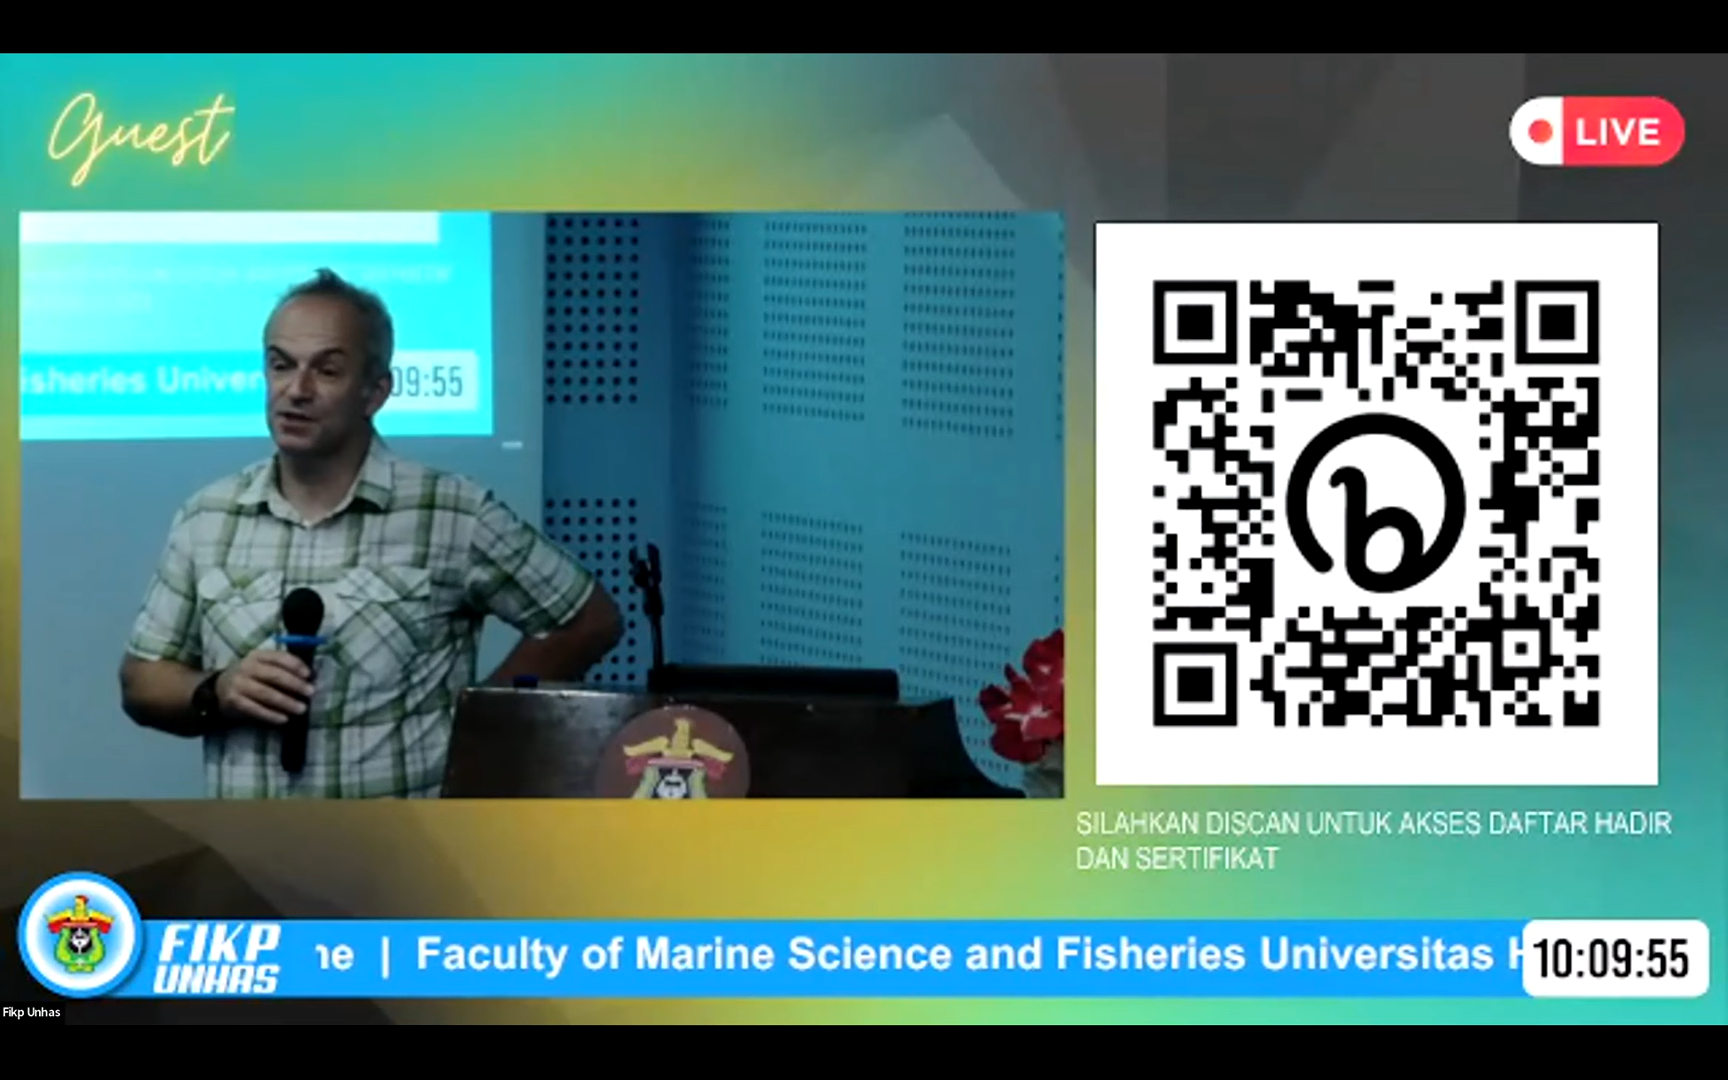 Guest
LIVE
isheries Univer
09:55
SILAHKAN DISCAN UNTUK AKSES DAFTAR HADIR
DAN SERTIFIKAT
FIKP
UNHAS
ne | Faculty of Marine Science and Fisheries Universitas H
10:09:55
Fikp Unhas